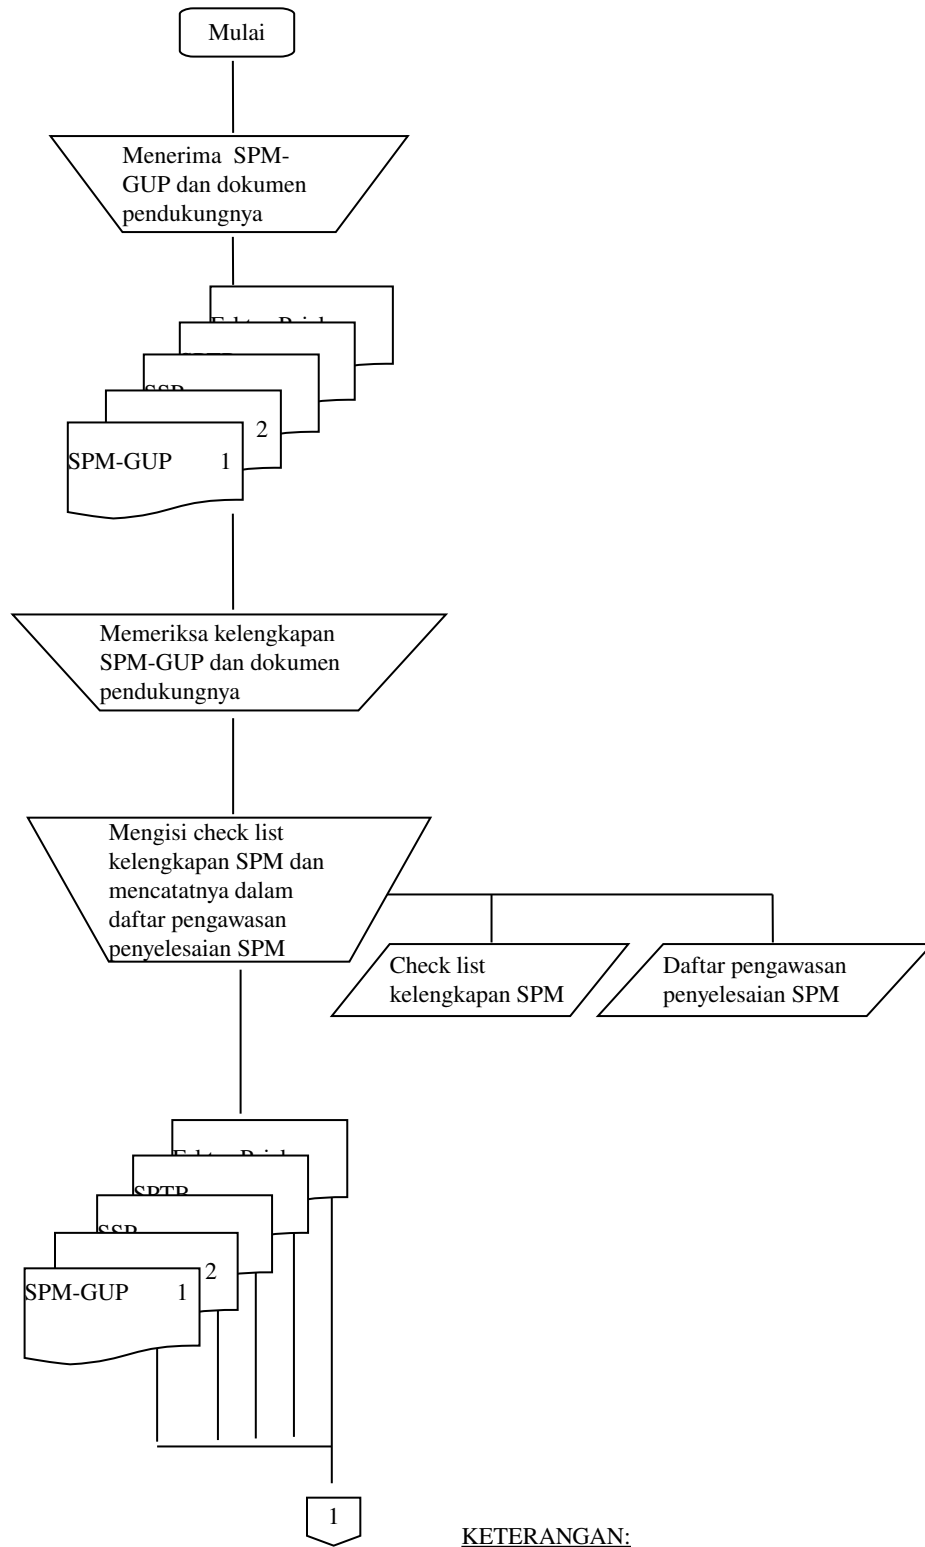 Mulai
Menerima SPM-
GUP dan dokumen
pendukungnya
2
SPM-GUP 1
Memeriksa kelengkapan
SPM-GUP dan dokumen
pendukungnya
Mengisi check list
kelengkapan SPM dan
mencatatnya dalam
daftar pengawasan
penyelesaian SPM
Check list
kelengkapan SPM
Daftar pengawasan
penyelesaian SPM
2
SPM-GUP 1
1
KETERANGAN: